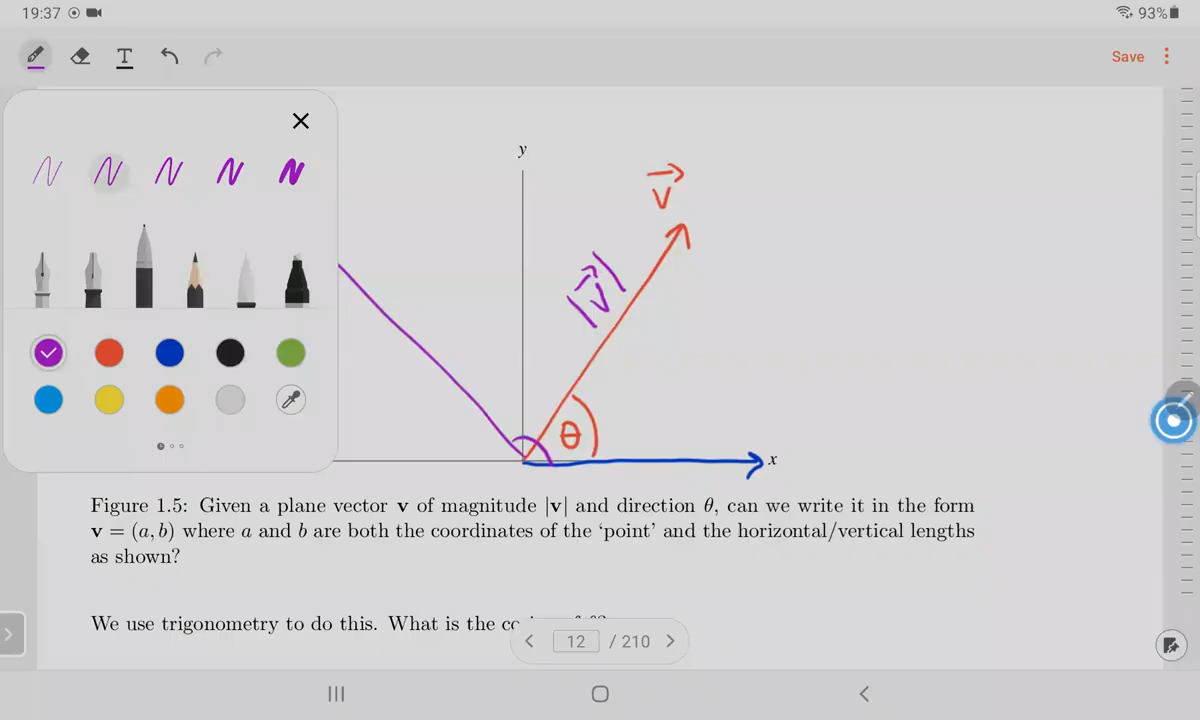 19:37 93%
T Save
y
v
|v|
θ
x
Figure 1.5: Given a plane vector v of magnitude |v| and direction θ, can we write it in the form
v = (a, b) where a and b are both the coordinates of the ‘point’ and the horizontal/vertical lengths
as shown?
We use trigonometry to do this. What is the
12 / 210